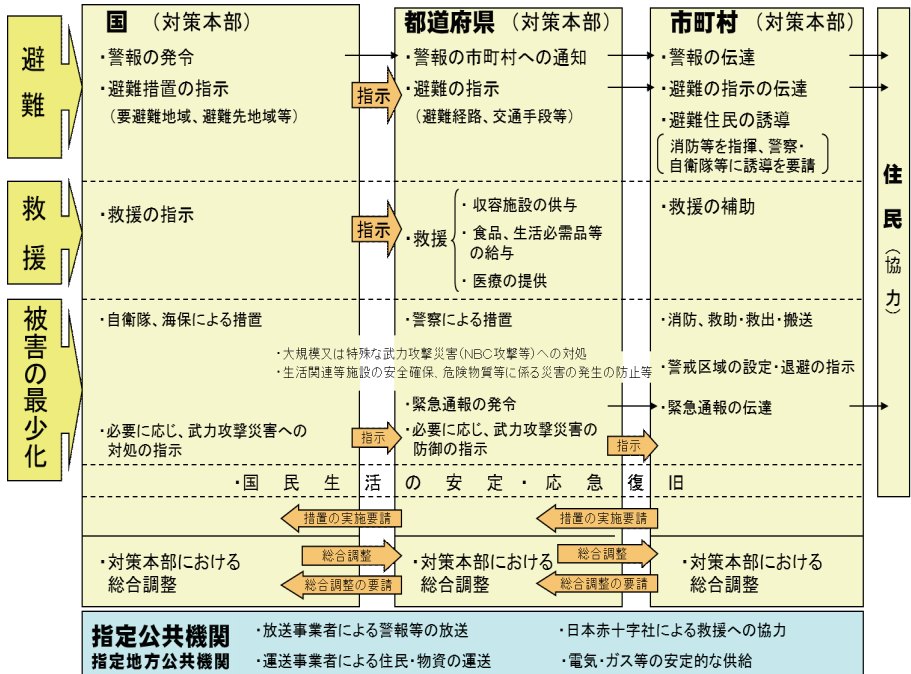 避難
国（対策本部）
・警報の発令
・避難措置の指示
（要避難地域、避難先地域等）
指示
都道府県（対策本部）
・警報の市町村への通知
・避難の指示
（避難経路、交通手段等）
市町村（対策本部）
・警報の伝達
・避難の指示の伝達
・避難住民の誘導
消防等を指揮、警察・
自衛隊等に誘導を要請
住民（協力）
救援
・救援の指示
指示
・救援
・収容施設の供与
・食品、生活必需品等
の給与
・医療の提供
・救援の補助
被害の最少化
・自衛隊、海保による措置
・警察による措置
・消防、救助・救出・搬送
・大規模又は特殊な武力攻撃災害（NBC攻撃等）への対処
・生活関連等施設の安全確保、危険物質等に係る災害の発生の防止等
・警戒区域の設定・退避の指示
・緊急通報の発令
・緊急通報の伝達
・必要に応じ、武力攻撃災害への
対処の指示
指示
・必要に応じ、武力攻撃災害の
防御の指示
指示
・国民生活の安定・応急復旧
措置の実施要請
措置の実施要請
・対策本部における
総合調整
総合調整
総合調整の要請
・対策本部における
総合調整
総合調整
総合調整の要請
・対策本部における
総合調整
指定公共機関
指定地方公共機関
・放送事業者による警報等の放送
・日本赤十字社による救援への協力
・運送事業者による住民・物資の運送
・電気・ガス等の安定的な供給